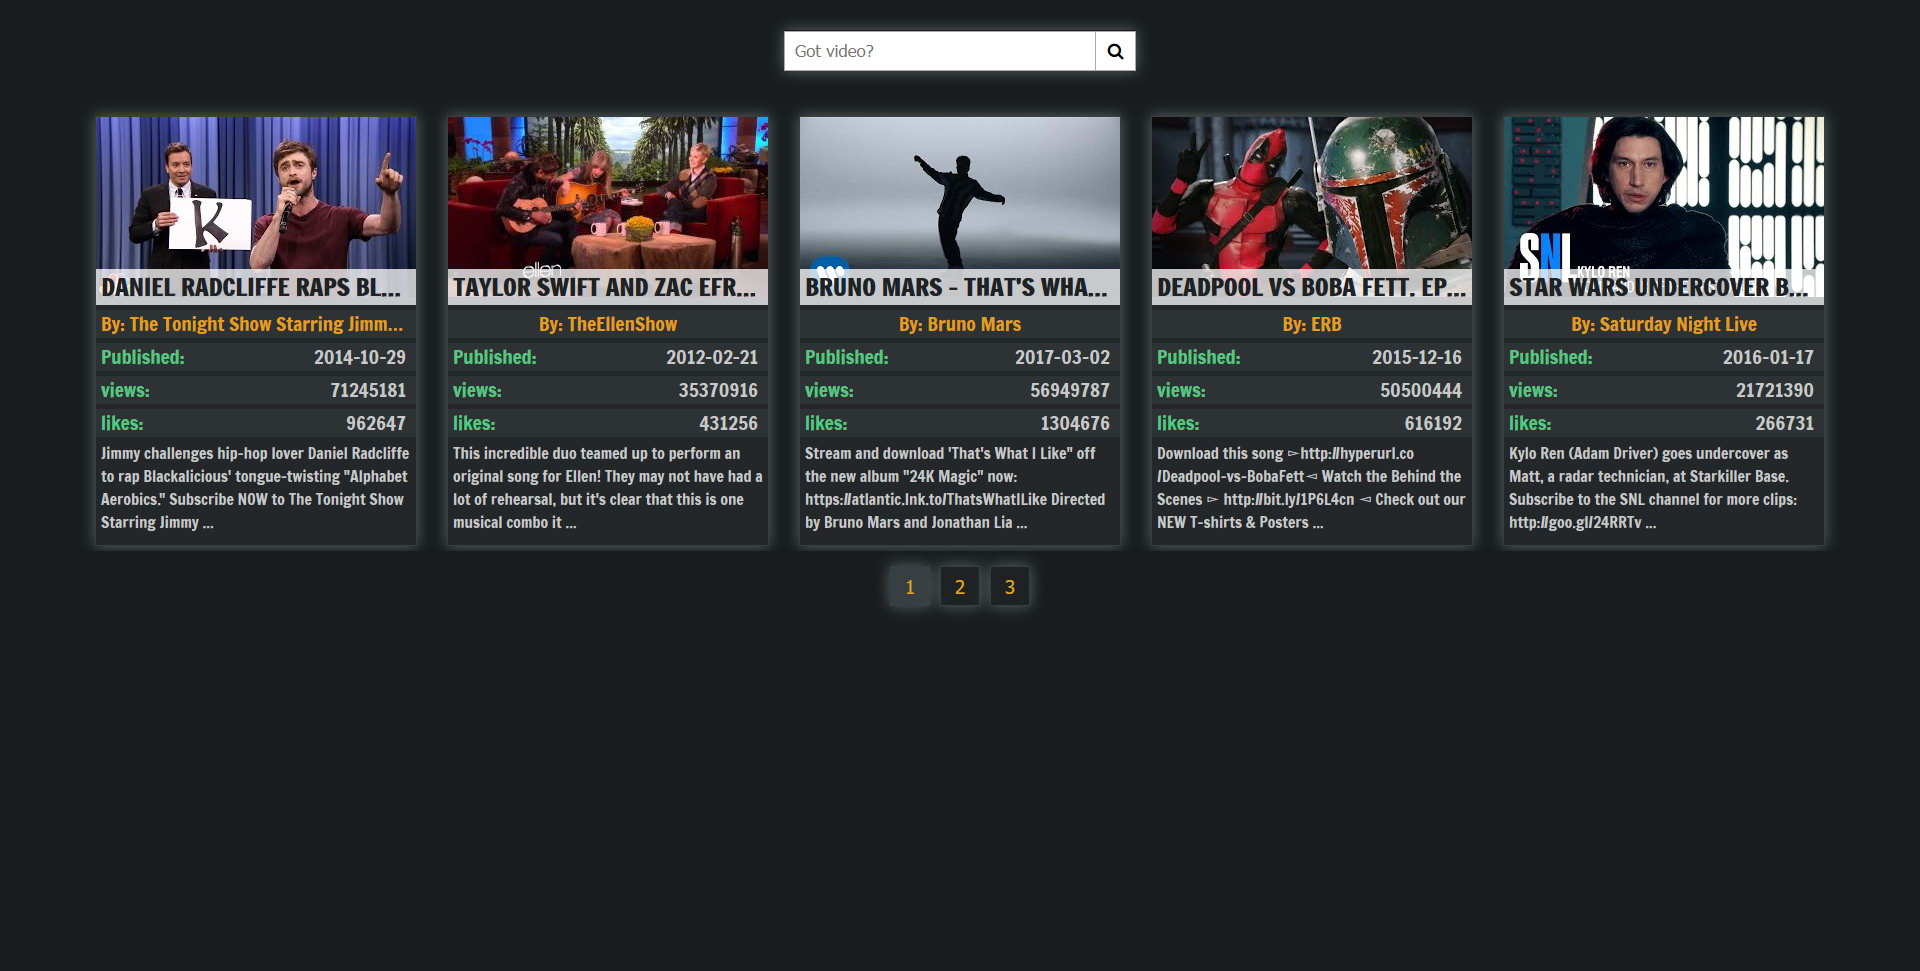 Got video?
K
DANIEL RADCLIFFE RAPS BL...
By: The Tonight Show Starring Jimm...
Published: 2014-10-29
views: 71245181
likes: 962647
Jimmy challenges hip-hop lover Daniel Radcliffe
to rap Blackalicious' tongue-twisting "Alphabet
Aerobics." Subscribe NOW to The Tonight Show
Starring Jimmy ...
ellen
TAYLOR SWIFT AND ZAC EFR...
By: TheEllenShow
Published: 2012-02-21
views: 35370916
likes: 431256
This incredible duo teamed up to perform an
original song for Ellen! They may not have had a
lot of rehearsal, but it's clear that this is one
musical combo it ...
BRUNO MARS - THAT'S WHA...
By: Bruno Mars
Published: 2017-03-02
views: 56949787
likes: 1304676
Stream and download 'That's What I Like" off
the new album "24K Magic" now:
https://atlantic.lnk.to/ThatsWhatILike Directed
by Bruno Mars and Jonathan Lia ...
DEADPOOL VS BOBA FETT. EP...
By: ERB
Published: 2015-12-16
views: 50500444
likes: 616192
Download this song ►http://hyperurl.co
/Deadpool-vs-BobaFett◄ Watch the Behind the
Scenes ► http://bit.ly/1P6L4cn ◄ Check out our
NEW T-shirts & Posters ...
SNL
KYLO REN
STAR WARS UNDERCOVER B...
By: Saturday Night Live
Published: 2016-01-17
views: 21721390
likes: 266731
Kylo Ren (Adam Driver) goes undercover as
Matt, a radar technician, at Starkiller Base.
Subscribe to the SNL channel for more clips:
http://goo.gl/24RRTv ...
1 2 3